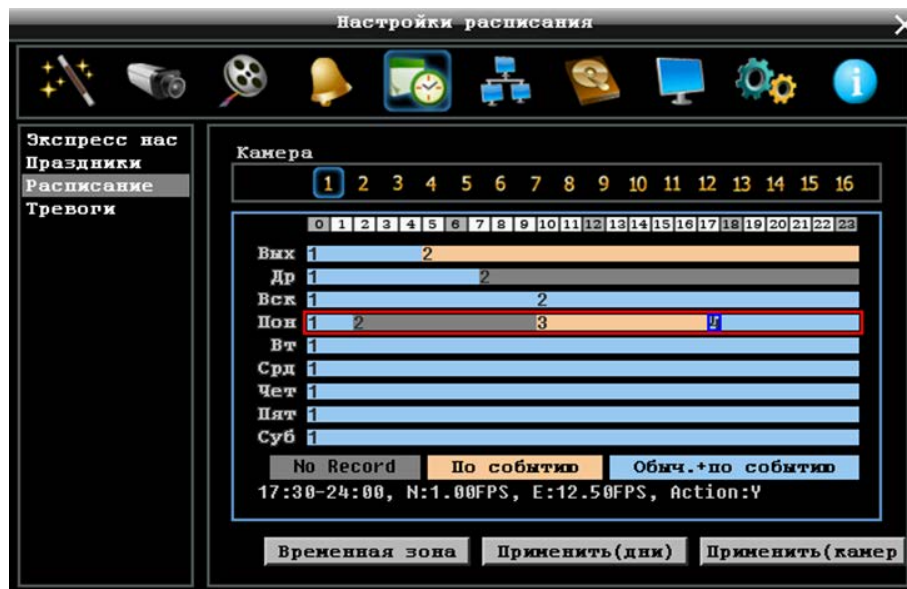 Настройки расписания
Экспресс нас
Праздники
Расписание
Тревоги
Камера
1 2 3 4 5 6 7 8 9 10 11 12 13 14 15 16
0 1 2 3 4 5 6 7 8 9 10 11 12 13 14 15 16 17 18 19 20 21 22 23
Вых 1 2
Др 1 2
Вск 1 2
Пон 1 2 3
Вт 1
Срд 1
Чет 1
Пят 1
Суб 1
No Record По событию Обыч.+по событию
17:30-24:00, N:1.00FPS, E:12.50FPS, Action:Y
Временная зона Применить(дни) Применить(камер